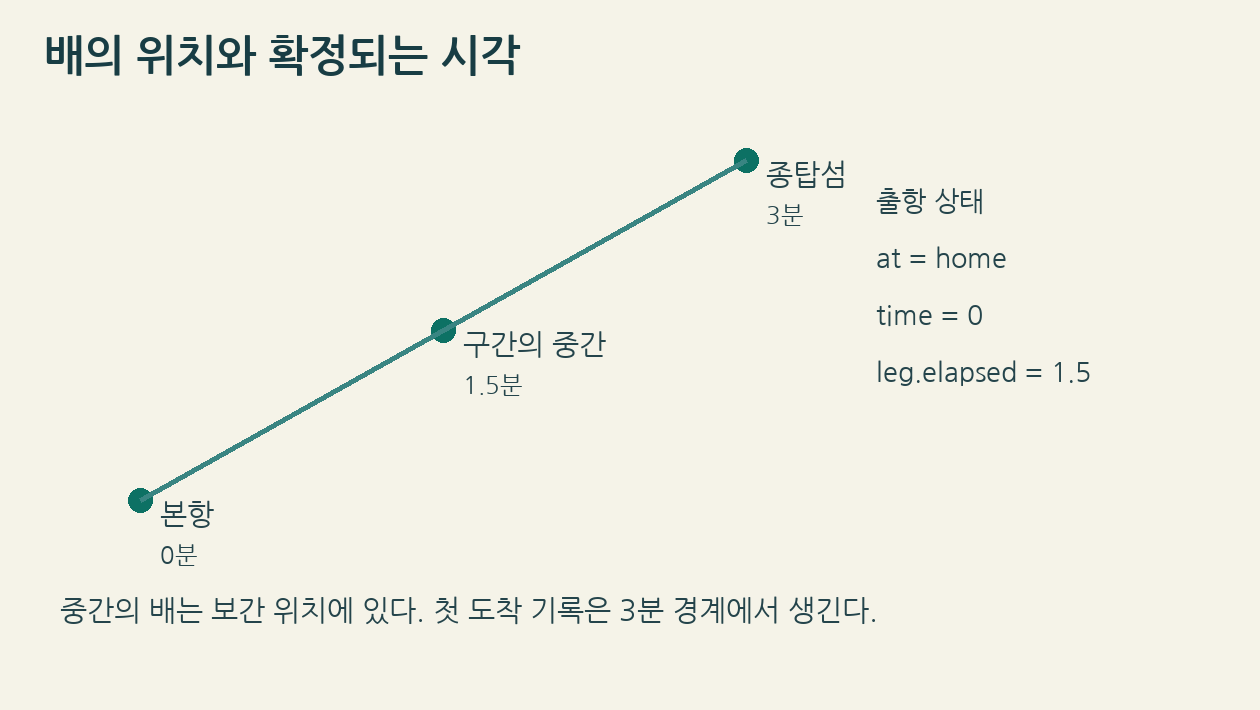 배의 위치와 확정되는 시각
종탑섬
3분
출항 상태
at = home
time = 0
leg.elapsed = 1.5
구간의 중간
1.5분
본항
0분
중간의 배는 보간 위치에 있다. 첫 도착 기록은 3분 경계에서 생긴다.